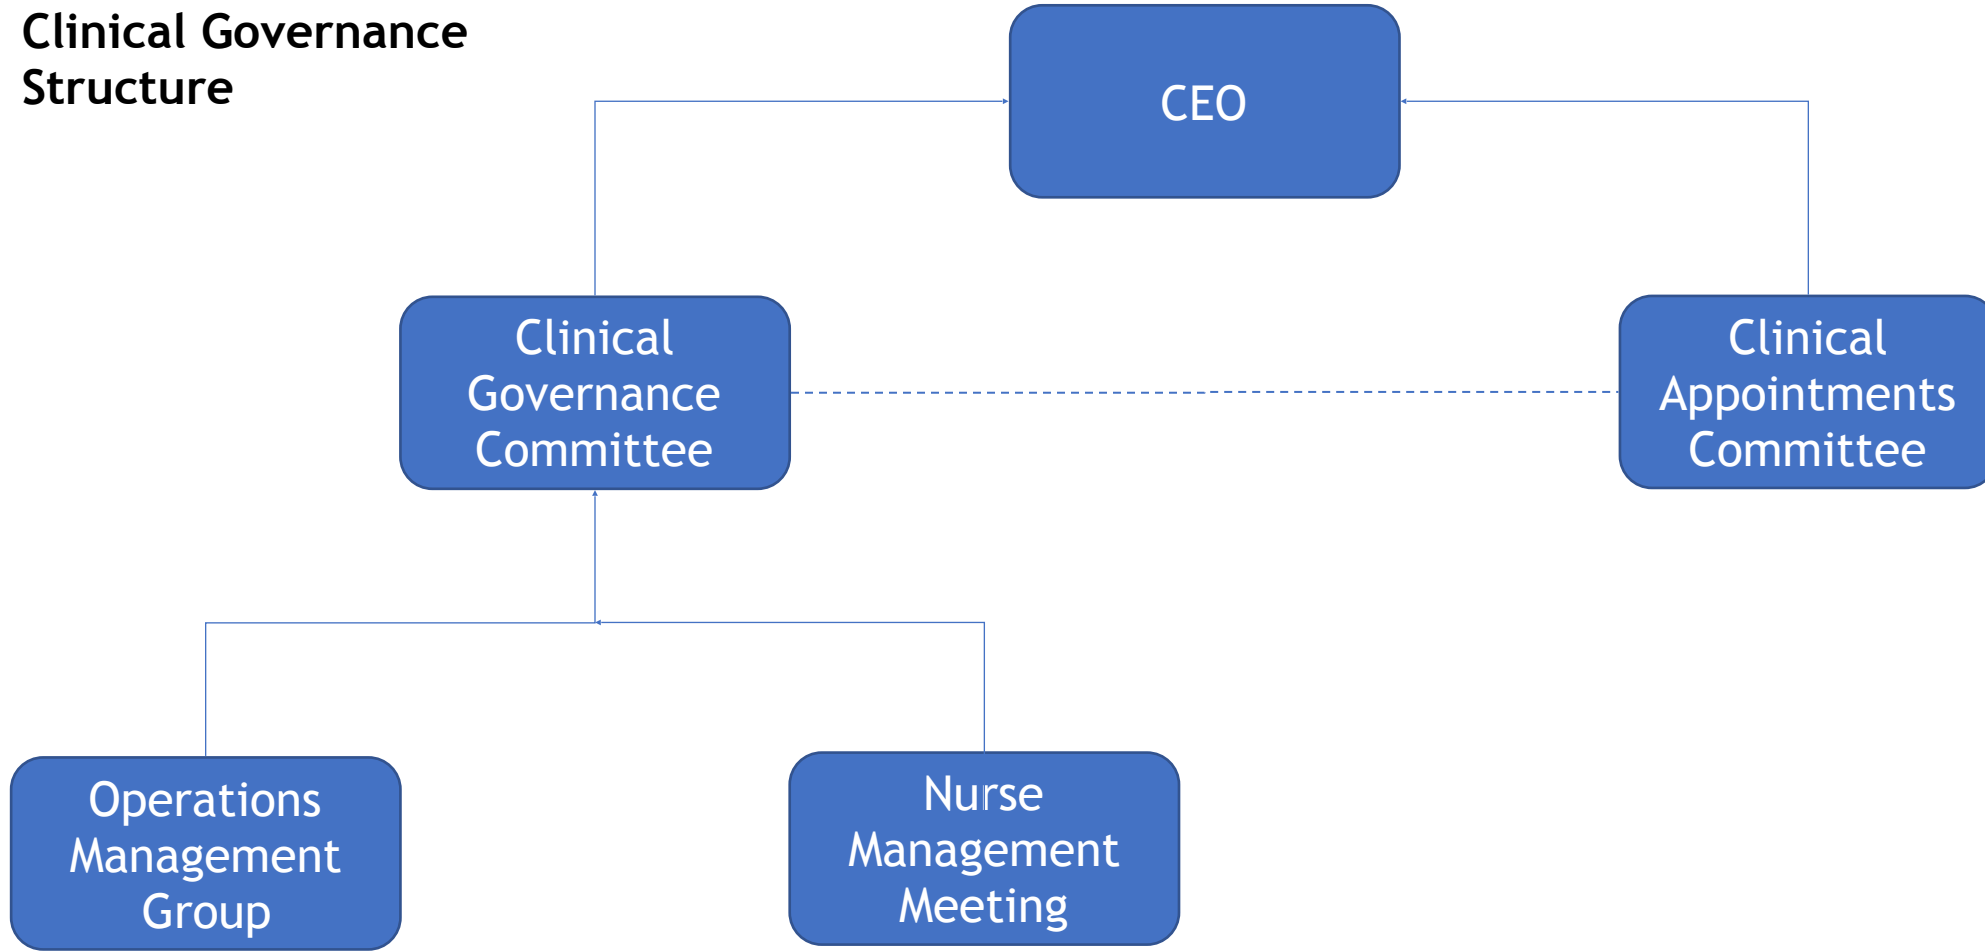 Clinical Governance
Structure
CEO
Clinical
Governance
Committee
Clinical
Appointments
Committee
Operations
Management
Group
Nurse
Management
Meeting